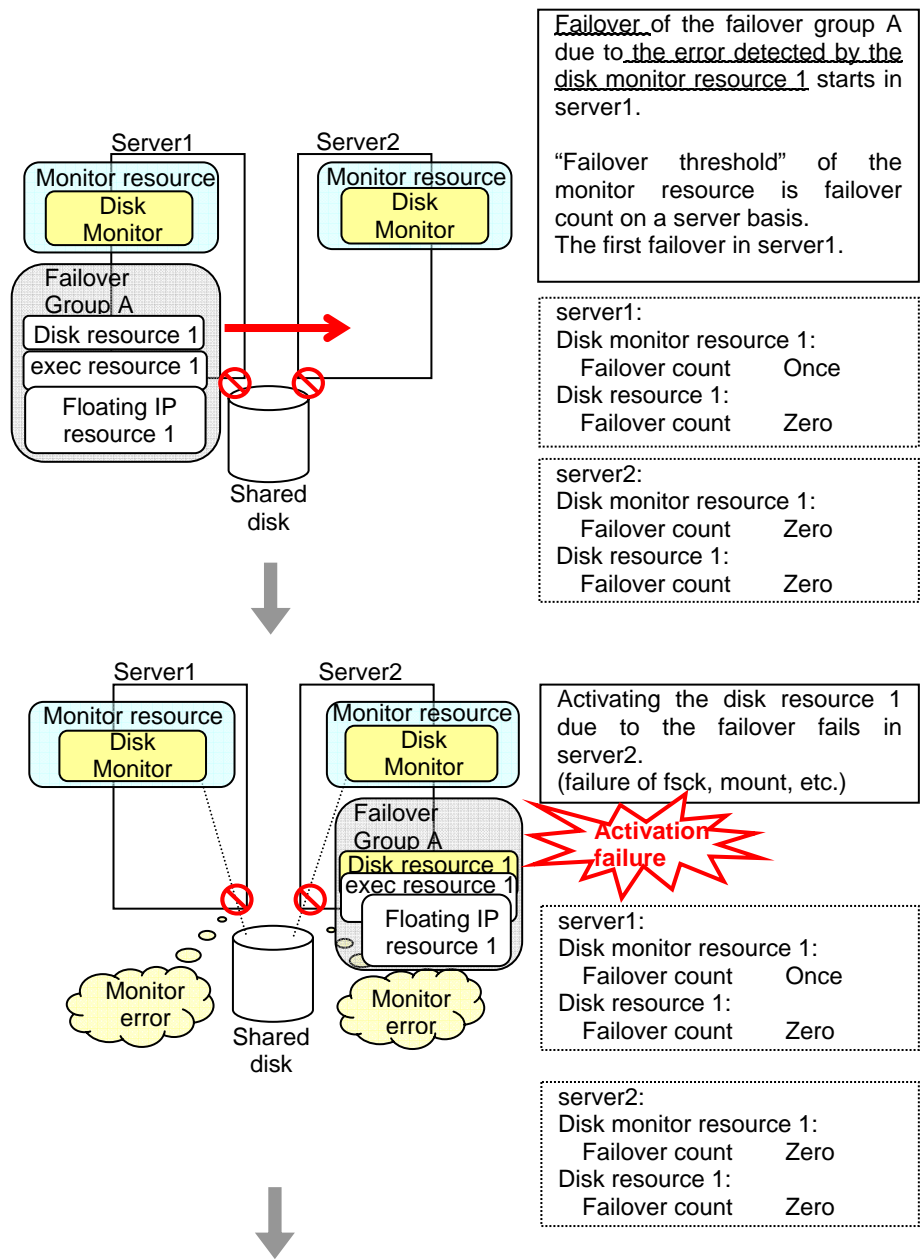 Failover of the failover group A
due to the error detected by the
disk monitor resource 1 starts in
server1.
“Failover threshold” of the
monitor resource is failover
count on a server basis.
The first failover in server1.
Server1
Server2
Monitor resource
Disk
Monitor
Monitor resource
Disk
Monitor
Failover
Group A
Disk resource 1
exec resource 1
Floating IP
resource 1
Shared
disk
server1:
Disk monitor resource 1:
Failover count Once
Disk resource 1:
Failover count Zero
server2:
Disk monitor resource 1:
Failover count Zero
Disk resource 1:
Failover count Zero
Server1
Server2
Monitor resource
Disk
Monitor
Monitor resource
Disk
Monitor
Failover
Group A
Disk resource 1
exec resource 1
Floating IP
resource 1
Monitor
error
Shared
disk
Monitor
error
Activating the disk resource 1
due to the failover fails in
server2.
(failure of fsck, mount, etc.)
Activation
failure
server1:
Disk monitor resource 1:
Failover count Once
Disk resource 1:
Failover count Zero
server2:
Disk monitor resource 1:
Failover count Zero
Disk resource 1:
Failover count Zero